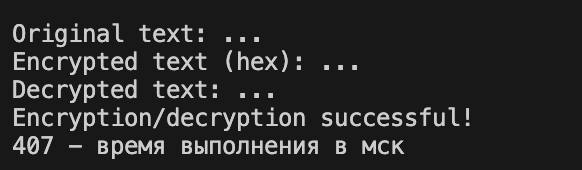 Original text: ...
Encrypted text (hex): ...
Decrypted text: ...
Encryption/decryption successful!
407 – время выполнения в мск